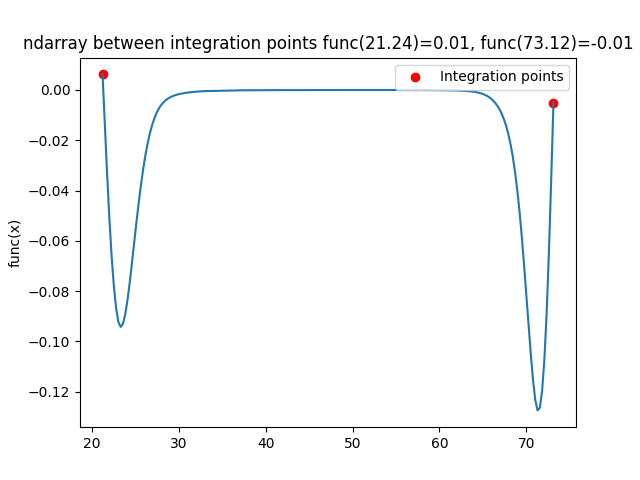 ndarray between integration points func(21.24)=0.01, func(73.12)=-0.01
Integration points
func(x)
0.00
−0.02
−0.04
−0.06
−0.08
−0.10
−0.12
20 30 40 50 60 70